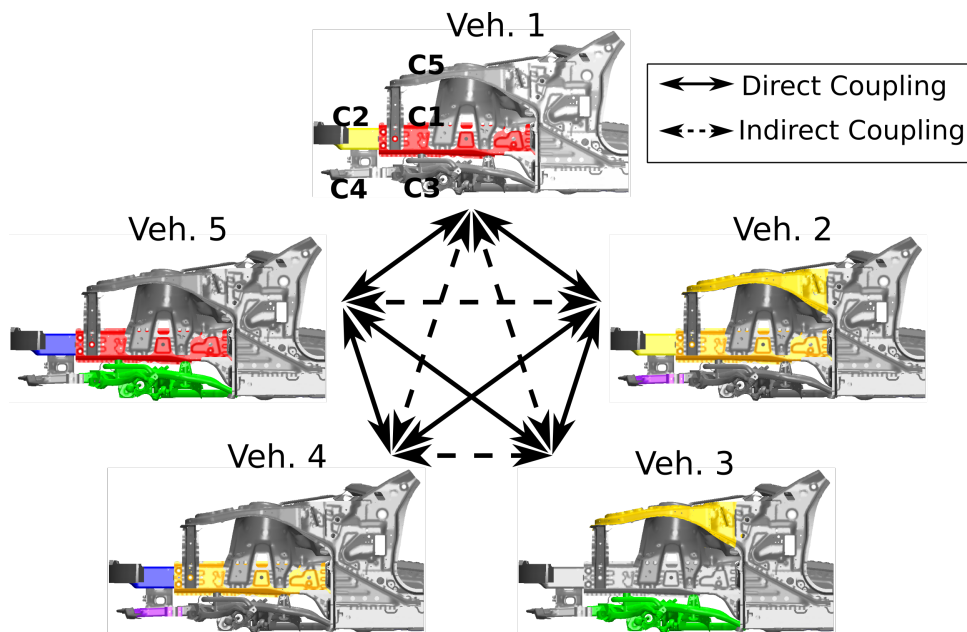 Veh. 1
C5
C2
C1
C4
C3
Direct Coupling
Indirect Coupling
Veh. 5
Veh. 2
Veh. 4
Veh. 3